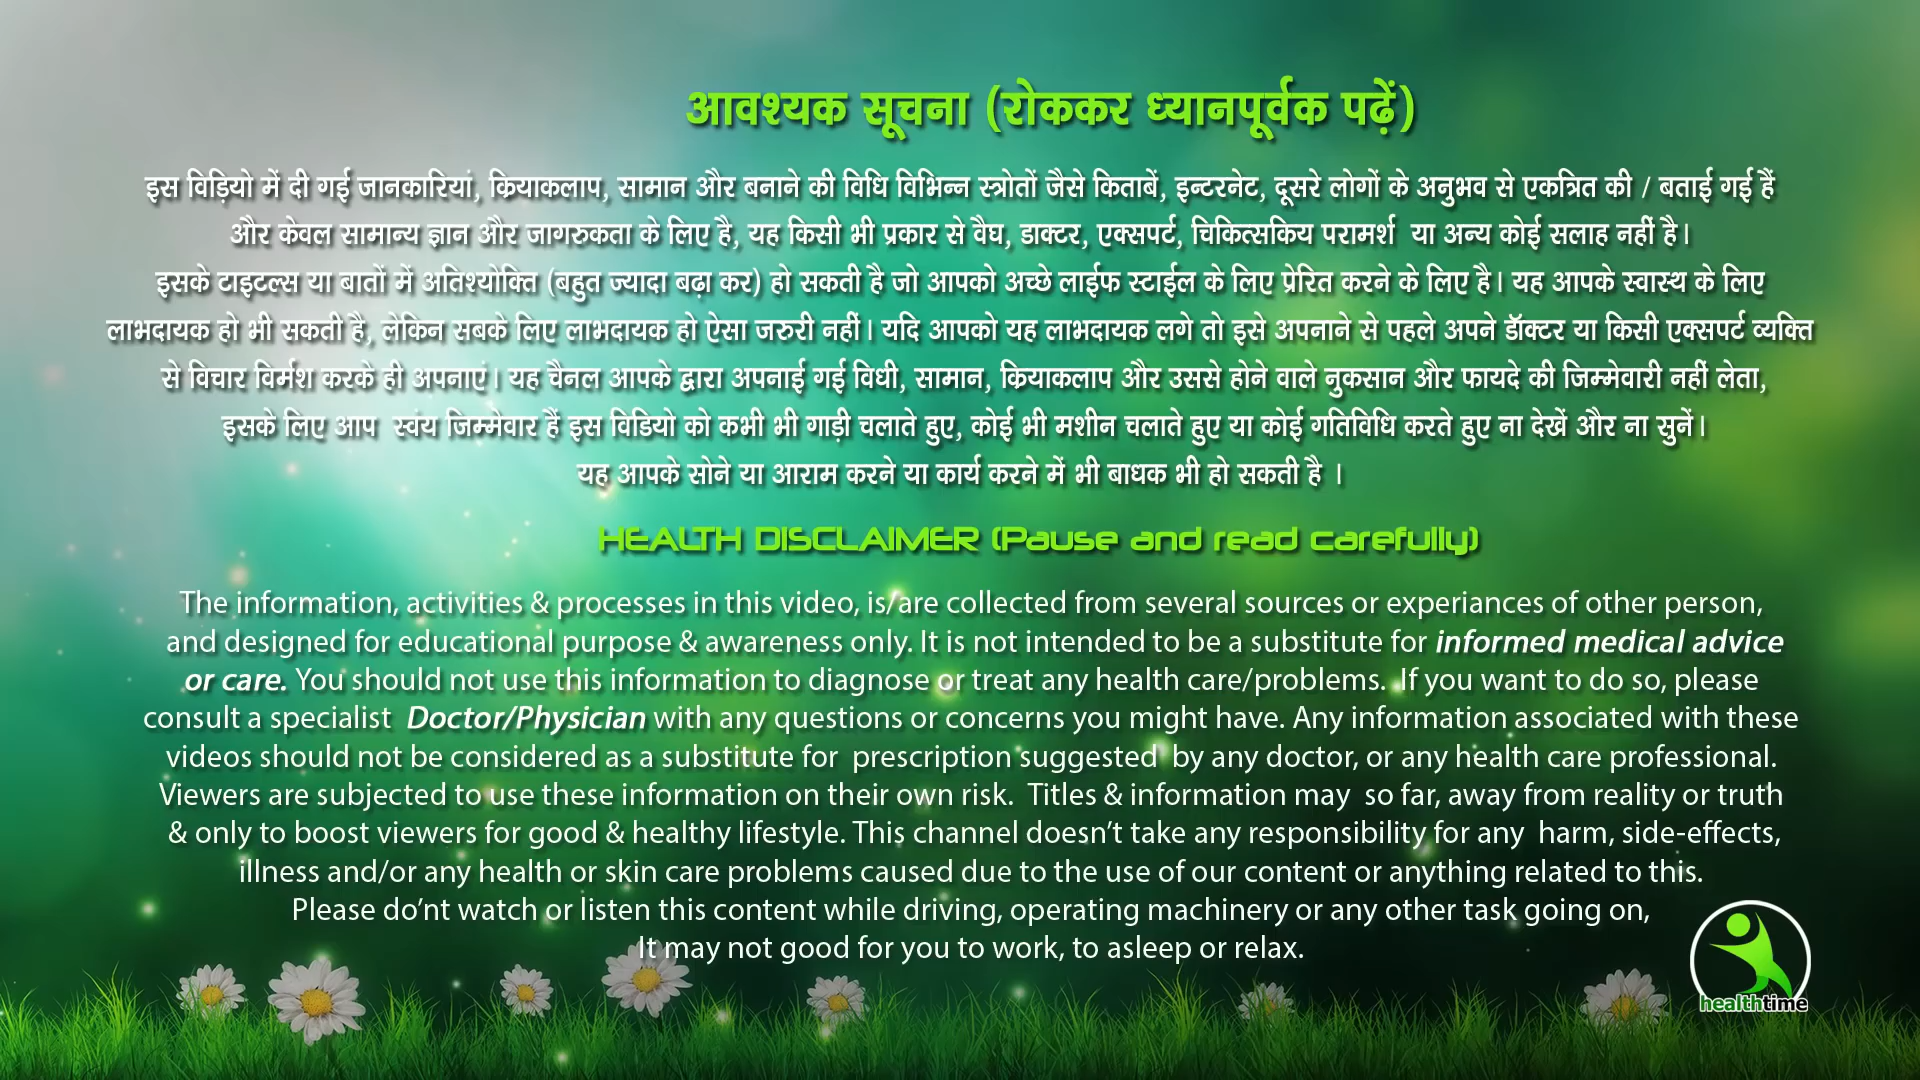 आवश्यक सूचना (रोककर ध्यानपूर्वक पढ़ें)
इस विड़ियो में दी गई जानकारियां, क्रियाकलाप, सामान और बनाने की विधि विभिन्न स्त्रोतों जैसे किताबें, इन्टरनेट, दूसरे लोगों के अनुभव से एकत्रित की / बताई गई हैं
और केवल सामान्य ज्ञान और जागरुकता के लिए है, यह किसी भी प्रकार से वैघ, डाक्टर, एक्सपर्ट, चिकित्सकिय परामर्श या अन्य कोई सलाह नहीं है।
इसके टाइटल्स या बातों में अतिश्योक्ति (बहुत ज्यादा बढ़ा कर) हो सकती है जो आपको अच्छे लाईफ स्टाईल के लिए प्रेरित करने के लिए है। यह आपके स्वास्थ के लिए
लाभदायक हो भी सकती है, लेकिन सबके लिए लाभदायक हो ऐसा जरुरी नहीं। यदि आपको यह लाभदायक लगे तो इसे अपनाने से पहले अपने डॉक्टर या किसी एक्सपर्ट व्यक्ति
से विचार विर्मश करके ही अपनाएं। यह चैनल आपके द्वारा अपनाई गई विधी, सामान, क्रियाकलाप और उससे होने वाले नुकसान और फायदे की जिम्मेवारी नहीं लेता,
इसके लिए आप स्वंय जिम्मेवार हैं इस विडियो को कभी भी गाड़ी चलाते हुए, कोई भी मशीन चलाते हुए या कोई गतिविधि करते हुए ना देखें और ना सुनें।
यह आपके सोने या आराम करने या कार्य करने में भी बाधक भी हो सकती है ।
HEALTH DISCLAIMER (Pause and read carefully)
The information, activities & processes in this video, is/are collected from several sources or experiances of other person,
and designed for educational purpose & awareness only. It is not intended to be a substitute for informed medical advice
or care. You should not use this information to diagnose or treat any health care/problems. If you want to do so, please
consult a specialist Doctor/Physician with any questions or concerns you might have. Any information associated with these
videos should not be considered as a substitute for prescription suggested by any doctor, or any health care professional.
Viewers are subjected to use these information on their own risk. Titles & information may so far, away from reality or truth
& only to boost viewers for good & healthy lifestyle. This channel doesn't take any responsibility for any harm, side-effects,
illness and/or any health or skin care problems caused due to the use of our content or anything related to this.
Please do'nt watch or listen this content while driving, operating machinery or any other task going on,
It may not good for you to work, to asleep or relax.
healthtime